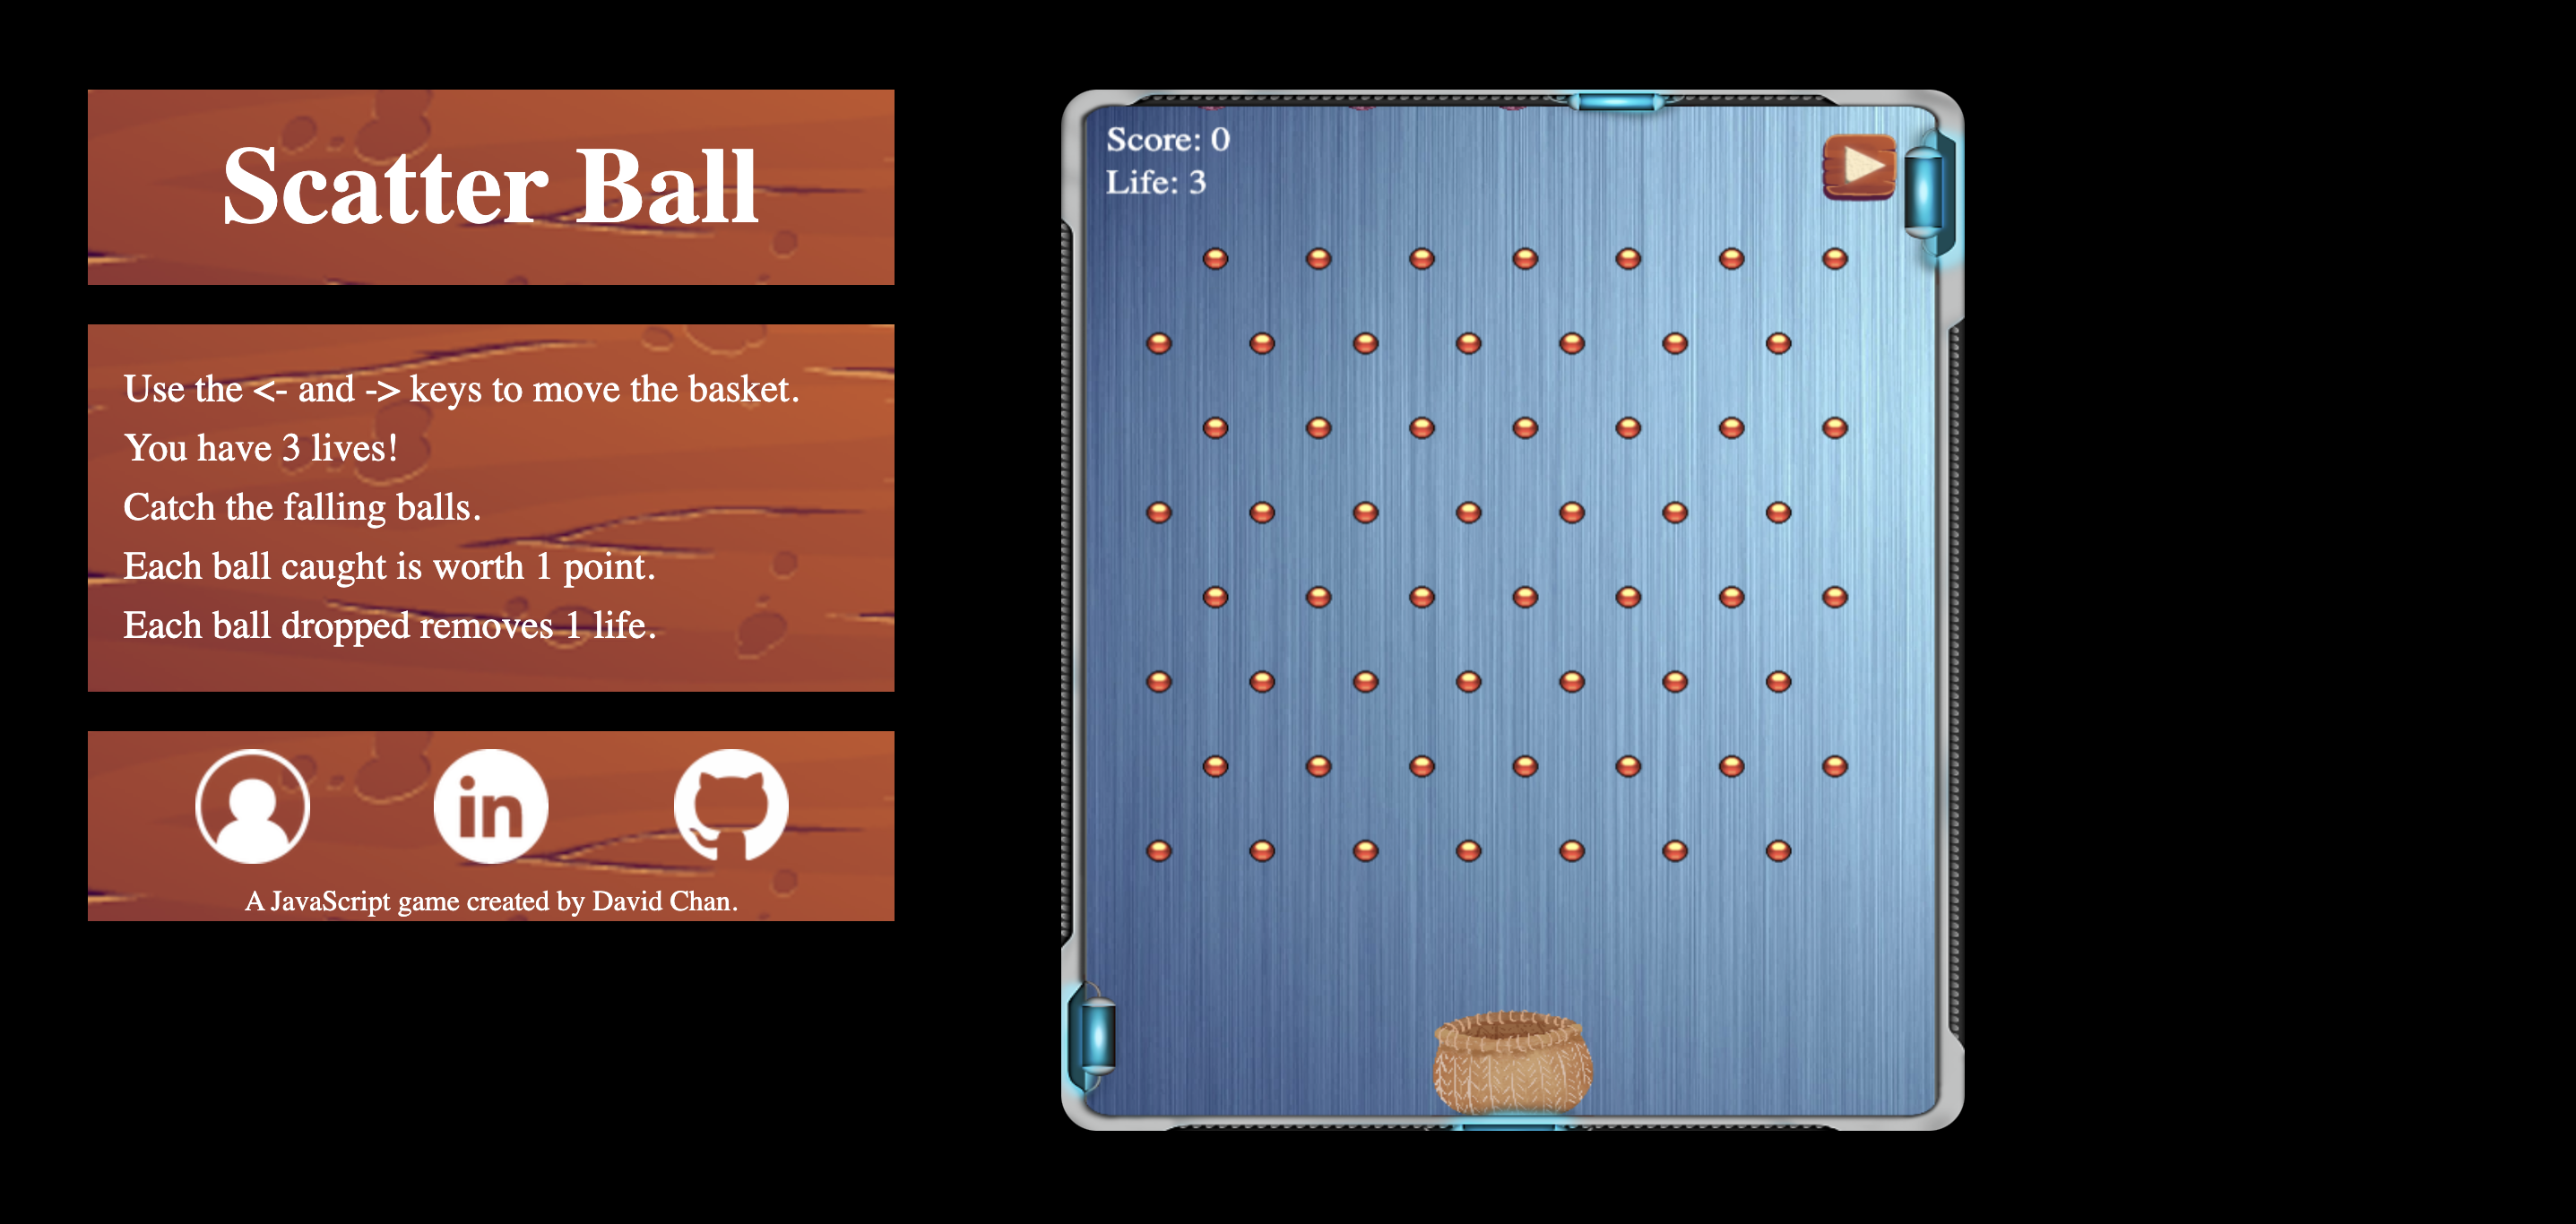 Scatter Ball
Use the <- and -> keys to move the basket.
You have 3 lives!
Catch the falling balls.
Each ball caught is worth 1 point.
Each ball dropped removes 1 life.
in
A JavaScript game created by David Chan.
Score: 0
Life: 3